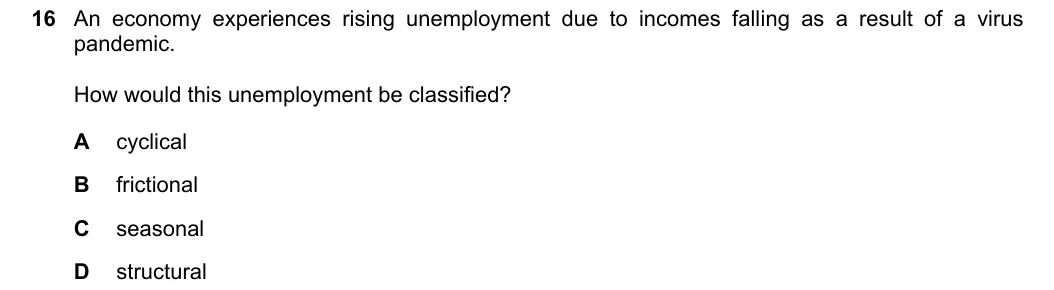 16 An economy experiences rising unemployment due to incomes falling as a result of a virus
pandemic.
How would this unemployment be classified?
A cyclical
B frictional
C seasonal
D structural